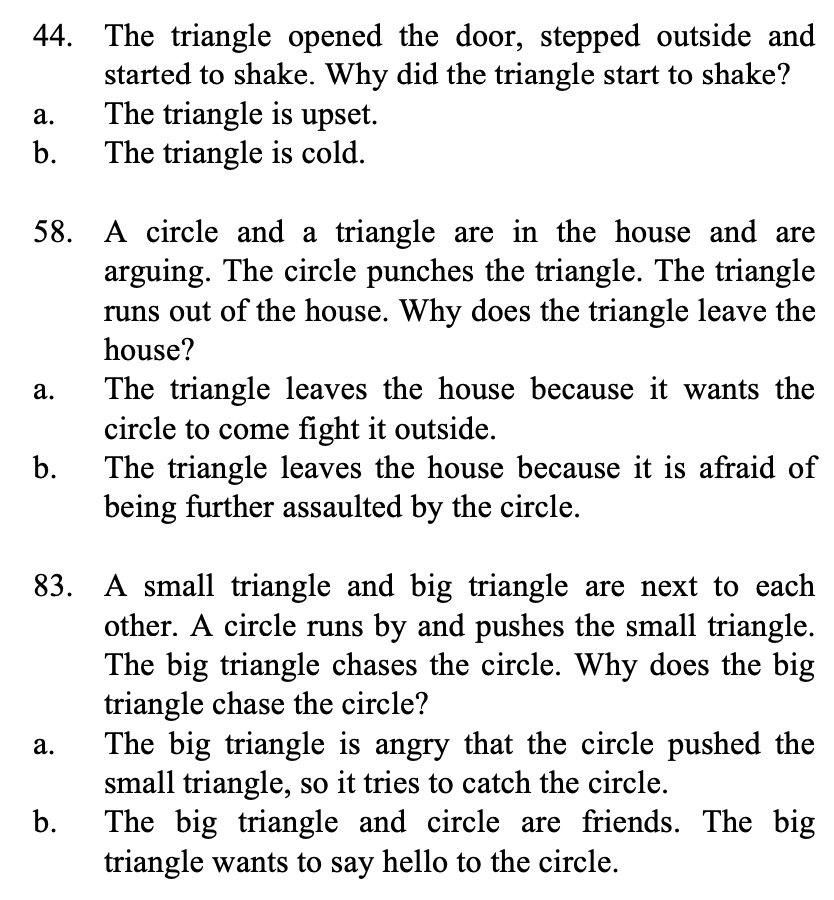 44. The triangle opened the door, stepped outside and
started to shake. Why did the triangle start to shake?
a. The triangle is upset.
b. The triangle is cold.
58. A circle and a triangle are in the house and are
arguing. The circle punches the triangle. The triangle
runs out of the house. Why does the triangle leave the
house?
a. The triangle leaves the house because it wants the
circle to come fight it outside.
b. The triangle leaves the house because it is afraid of
being further assaulted by the circle.
83. A small triangle and big triangle are next to each
other. A circle runs by and pushes the small triangle.
The big triangle chases the circle. Why does the big
triangle chase the circle?
a. The big triangle is angry that the circle pushed the
small triangle, so it tries to catch the circle.
b. The big triangle and circle are friends. The big
triangle wants to say hello to the circle.